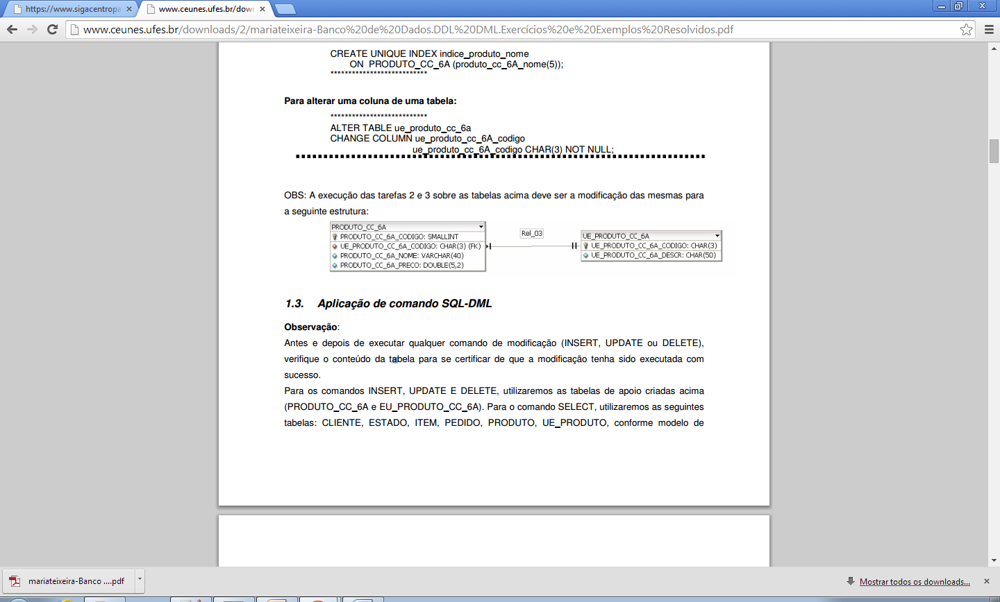 https://www.sigacentropa
www.ceunes.ufes.br/dow
www.ceunes.ufes.br/downloads/2/mariateixeira-Banco%20de%20Dados.DDL%20DML.Exercícios%20e%20Exemplos%20Resolvidos.pdf
CREATE UNIQUE INDEX indice_produto_nome
ON PRODUTO_CC_6A (produto_cc_6A_nome(5));
***************************
Para alterar uma coluna de uma tabela:
***************************
ALTER TABLE ue_produto_cc_6a
CHANGE COLUMN ue_produto_cc_6A_codigo
ue_produto_cc_6A_codigo CHAR(3) NOT NULL;
OBS: A execução das tarefas 2 e 3 sobre as tabelas acima deve ser a modificação das mesmas para
a seguinte estrutura:
PRODUTO_CC_6A
PRODUTO_CC_6A_CODIGO: SMALLINT
UE_PRODUTO_CC_6A_CODIGO: CHAR(3) (FK)
PRODUTO_CC_6A_NOME: VARCHAR(40)
PRODUTO_CC_6A_PRECO: DOUBLE(5,2)
Rel_03
UE_PRODUTO_CC_6A
UE_PRODUTO_CC_6A_CODIGO: CHAR(3)
UE_PRODUTO_CC_6A_DESCR: CHAR(50)
1.3. Aplicação de comando SQL-DML
Observação:
Antes e depois de executar qualquer comando de modificação (INSERT, UPDATE ou DELETE),
verifique o conteúdo da tabela para se certificar de que a modificação tenha sido executada com
sucesso.
Para os comandos INSERT, UPDATE E DELETE, utilizaremos as tabelas de apoio criadas acima
(PRODUTO_CC_6A e EU_PRODUTO_CC_6A). Para o comando SELECT, utilizaremos as seguintes
tabelas: CLIENTE, ESTADO, ITEM, PEDIDO, PRODUTO, UE_PRODUTO, conforme modelo de
mariateixeira-Banco ....pdf
Mostrar todos os downloads...